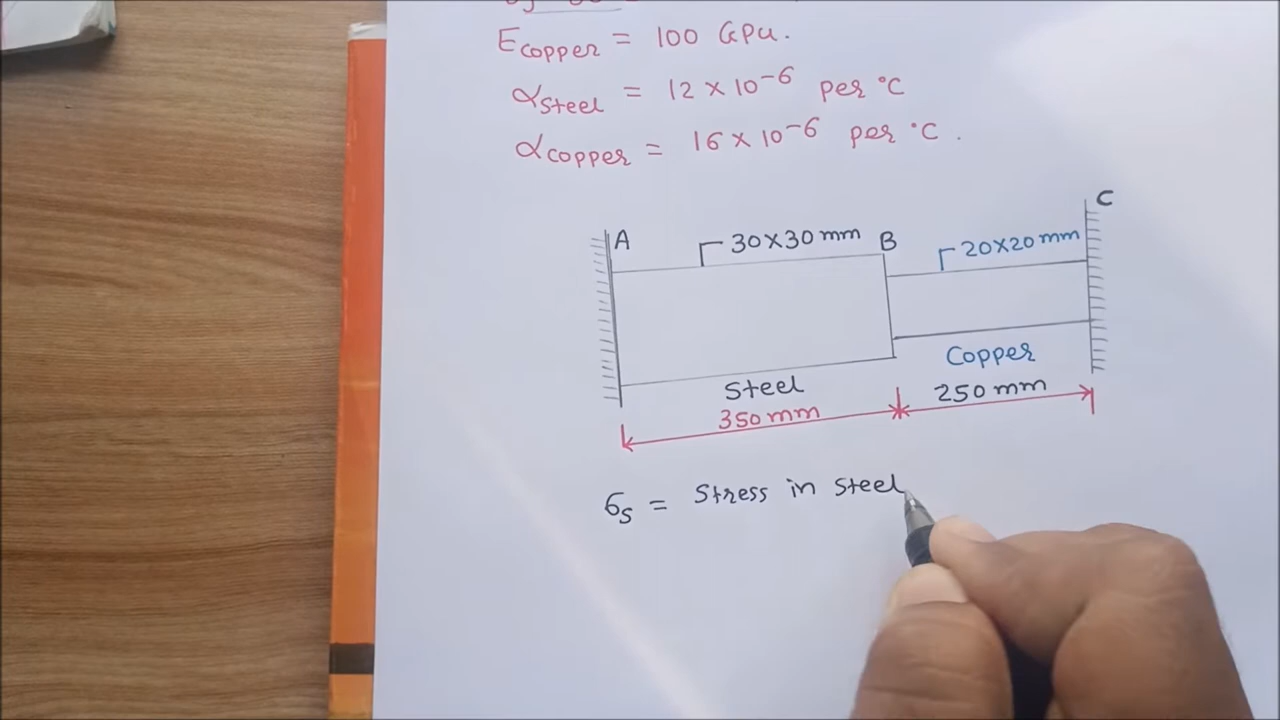 E copper = 100 GPa.
α steel = 12 × 10⁻⁶ per °C
α copper = 16 × 10⁻⁶ per °C.
C
A 30×30 mm B 20×20 mm
Copper
Steel 250 mm
350 mm
σs = Stress in steel